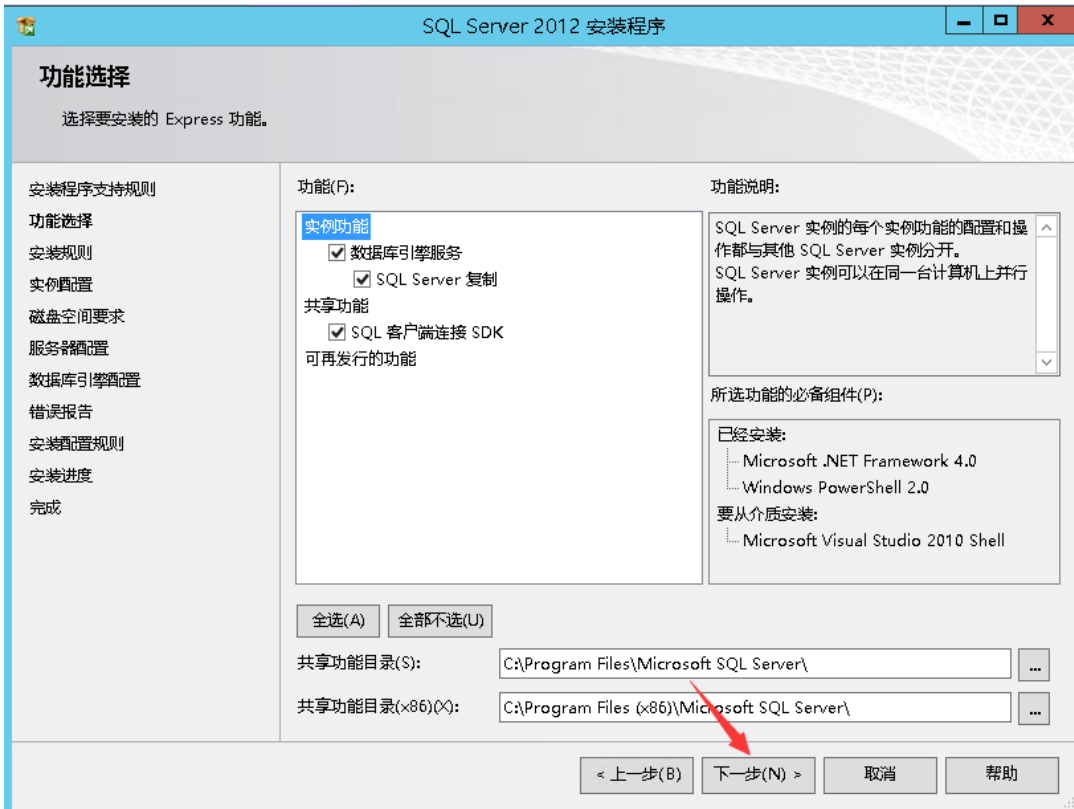 SQL Server 2012 安装程序
功能选择
选择要安装的 Express 功能。
安装程序支持规则
功能选择
安装规则
实例配置
磁盘空间要求
服务器配置
数据库引擎配置
错误报告
安装配置规则
安装进度
完成
功能(F):
实例功能
数据库引擎服务
SQL Server 复制
共享功能
SQL 客户端连接 SDK
可再发行的功能
功能说明:
SQL Server 实例的每个实例功能的配置和操
作都与其他 SQL Server 实例分开。
SQL Server 实例可以在同一台计算机上并行
操作。
所选功能的必备组件(P):
已经安装:
Microsoft .NET Framework 4.0
Windows PowerShell 2.0
要从介质安装:
Microsoft Visual Studio 2010 Shell
全选(A)
全部不选(U)
共享功能目录(S):
C:\Program Files\Microsoft SQL Server\
...
共享功能目录(x86)(X):
C:\Program Files (x86)\Microsoft SQL Server\
...
< 上一步(B)
下一步(N) >
取消
帮助